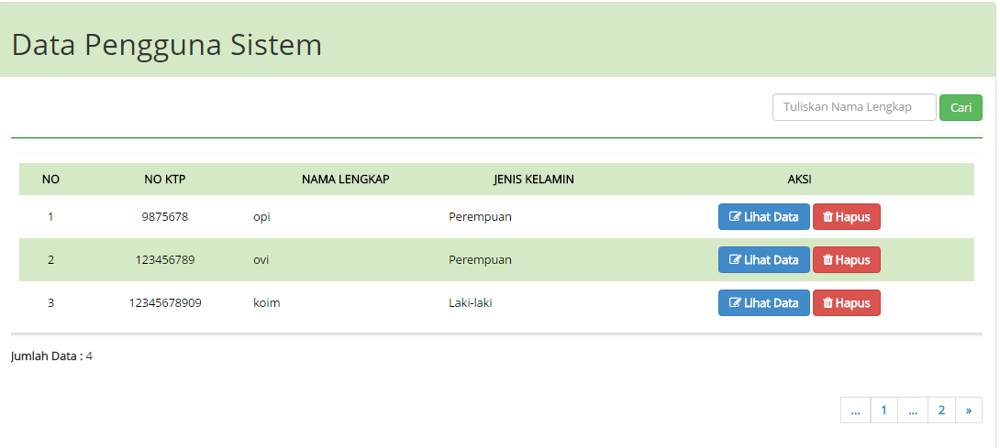 Data Pengguna Sistem
Tuliskan Nama Lengkap Cari
NO NO KTP NAMA LENGKAP JENIS KELAMIN AKSI
1 9875678 opi Perempuan Lihat Data Hapus
2 123456789 ovi Perempuan Lihat Data Hapus
3 12345678909 koim Laki-laki Lihat Data Hapus
Jumlah Data : 4
... 1 ... 2 »